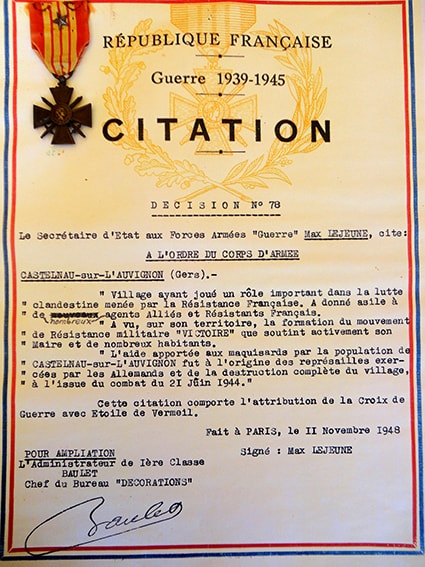 RÉPUBLIQUE FRANÇAISE
Guerre 1939-1945
CITATION
DECISION N° 78
Le Secrétaire d'Etat aux Forces Armées "Guerre" Max LEJEUNE, cite:
A L'ORDRE DU CORPS D'ARMEE
CASTELNAU-sur-L'AUVIGNON (Gers).-
" Village ayant joué un rôle important dans la lutte
" clandestine menée par la Résistance Française. A donné asile à
" de nouveaux agents Alliés et Résistants Français.
nombreux
" A vu, sur son territoire, la formation du mouvement
" de Résistance militaire "VICTOIRE" que soutint activement son
" Maire et de nombreux habitants.
" L'aide apportée aux maquisards par la population de
" CASTELNAU-sur-L'AUVIGNON fut à l'origine des représailles exer-
" cées par les Allemands et de la destruction complète du village,
" à l'issue du combat du 21 Juin 1944."
Cette citation comporte l'attribution de la Croix de
Guerre avec Etoile de Vermeil.
Fait à PARIS, le II Novembre 1948
POUR AMPLIATION
Signé : Max LEJEUNE
L'Administrateur de Ière Classe
BAULET
Chef du Bureau "DECORATIONS"
Baulet